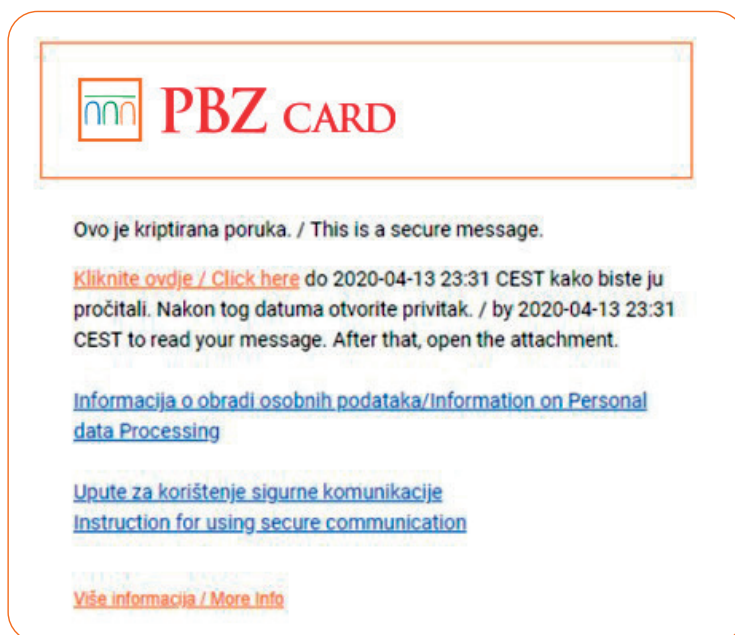 PBZ CARD
Ovo je kriptirana poruka. / This is a secure message.
Kliknite ovdje / Click here do 2020-04-13 23:31 CEST kako biste ju
pročitali. Nakon tog datuma otvorite privitak. / by 2020-04-13 23:31
CEST to read your message. After that, open the attachment.
Informacija o obradi osobnih podataka/Information on Personal
data Processing
Upute za korištenje sigurne komunikacije
Instruction for using secure communication
Više informacija / More Info